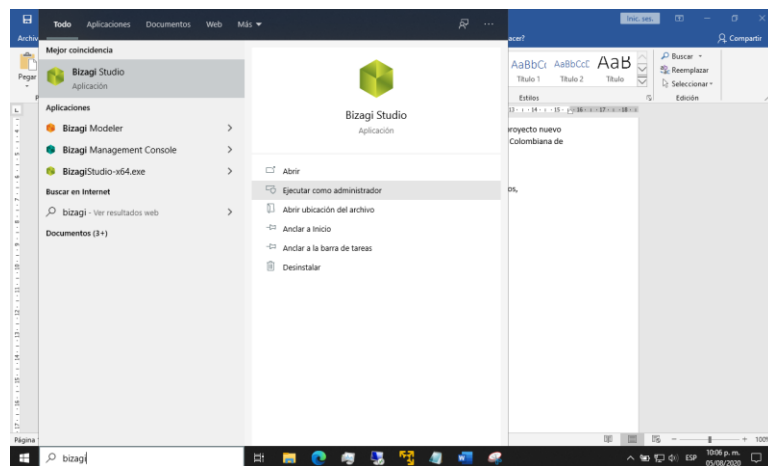 Todo Aplicaciones Documentos Web Más
Inic. ses.
Archiv
acer?
Compartir
Mejor coincidencia
Bizagi Studio
Aplicación
Aplicaciones
Bizagi Modeler
Bizagi Management Console
BizagiStudio-x64.exe
Buscar en Internet
bizagi - Ver resultados web
Documentos (3+)
Bizagi Studio
Aplicación
Abrir
Ejecutar como administrador
Abrir ubicación del archivo
Anclar a Inicio
Anclar a la barra de tareas
Desinstalar
Pegar
AaBbCc AaBbCcC AaB
Título 1 Título 2 Título
Estilos
Buscar
Reemplazar
Seleccionar
Edición
royecto nuevo
Colombiana de
os,
Página
100%
bizagi
ESP
10:06 p. m.
05/08/2020